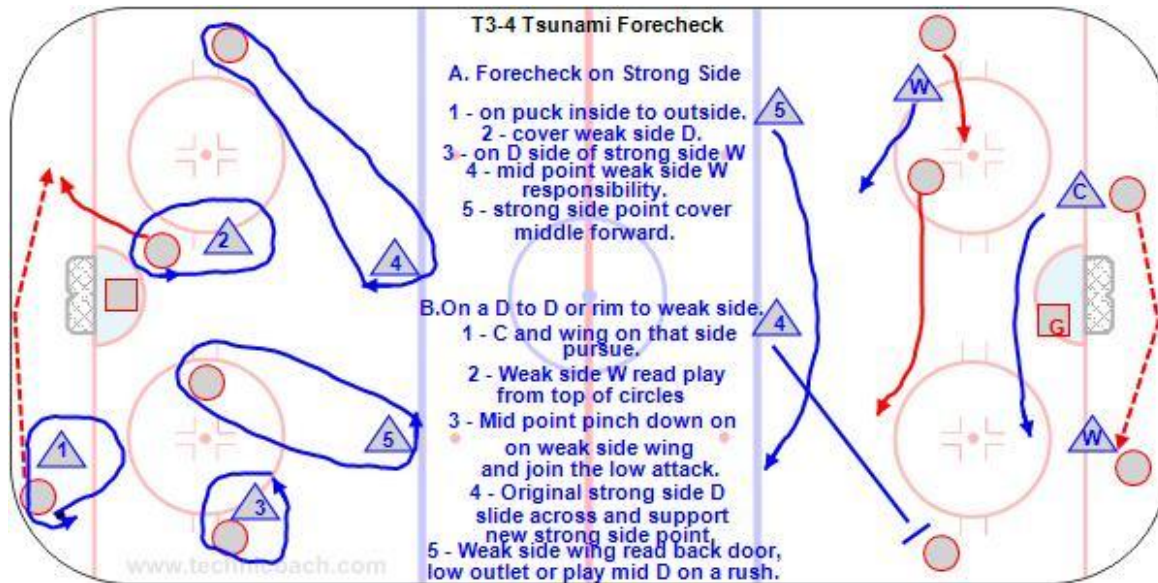 T3-4 Tsunami Forecheck
A. Forecheck on Strong Side
1 - on puck inside to outside.
2 - cover weak side D.
3 - on D side of strong side W
4 - mid point weak side W
responsibility.
5 - strong side point cover
middle forward.
B.On a D to D or rim to weak side.
1 - C and wing on that side
pursue.
2 - Weak side W read play
from top of circles
3 - Mid point pinch down on
on weak side wing
and join the low attack.
4 - Original strong side D
slide across and support
new strong side point,
5 - Weak side wing read back door,
low outlet or play mid D on a rush.
2
4
1
5
3
5
4
W
C
G
W
www.technicoach.com